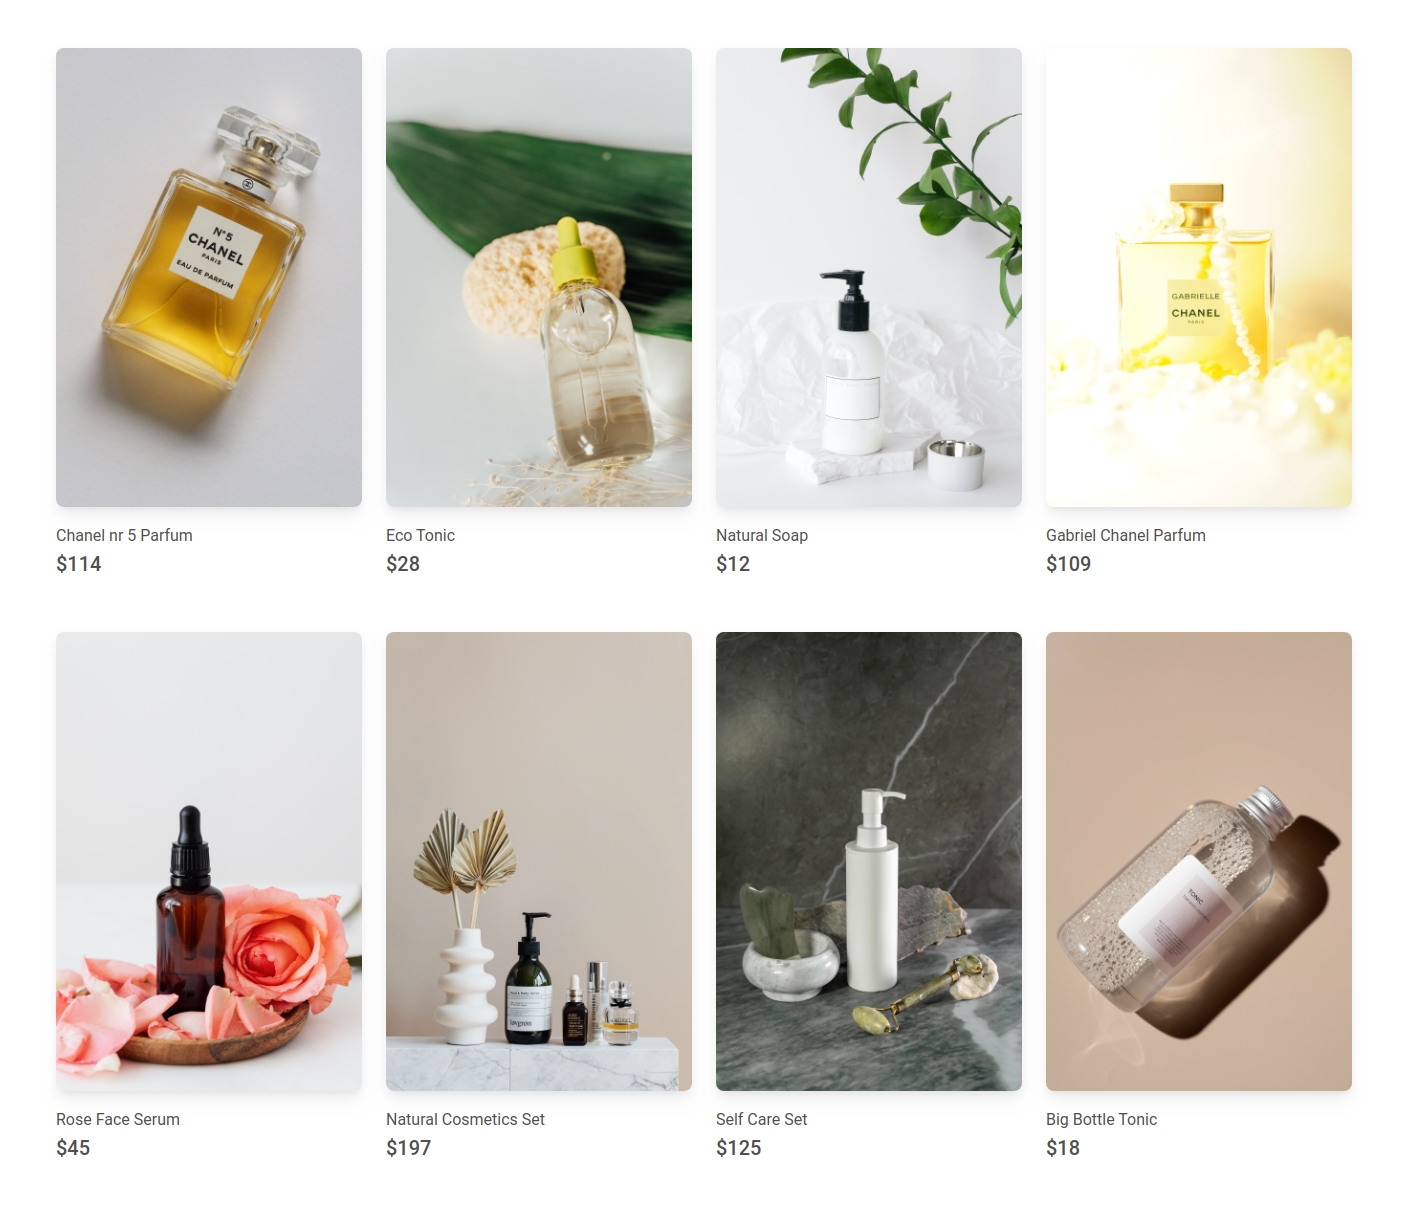 N°5
CHANEL
PARIS
EAU DE PARFUM
GABRIELLE
CHANEL
PARIS
Chanel nr 5 Parfum
$114
Eco Tonic
$28
Natural Soap
$12
Gabriel Chanel Parfum
$109
løvgrøn
TONIC
Rose Face Serum
$45
Natural Cosmetics Set
$197
Self Care Set
$125
Big Bottle Tonic
$18